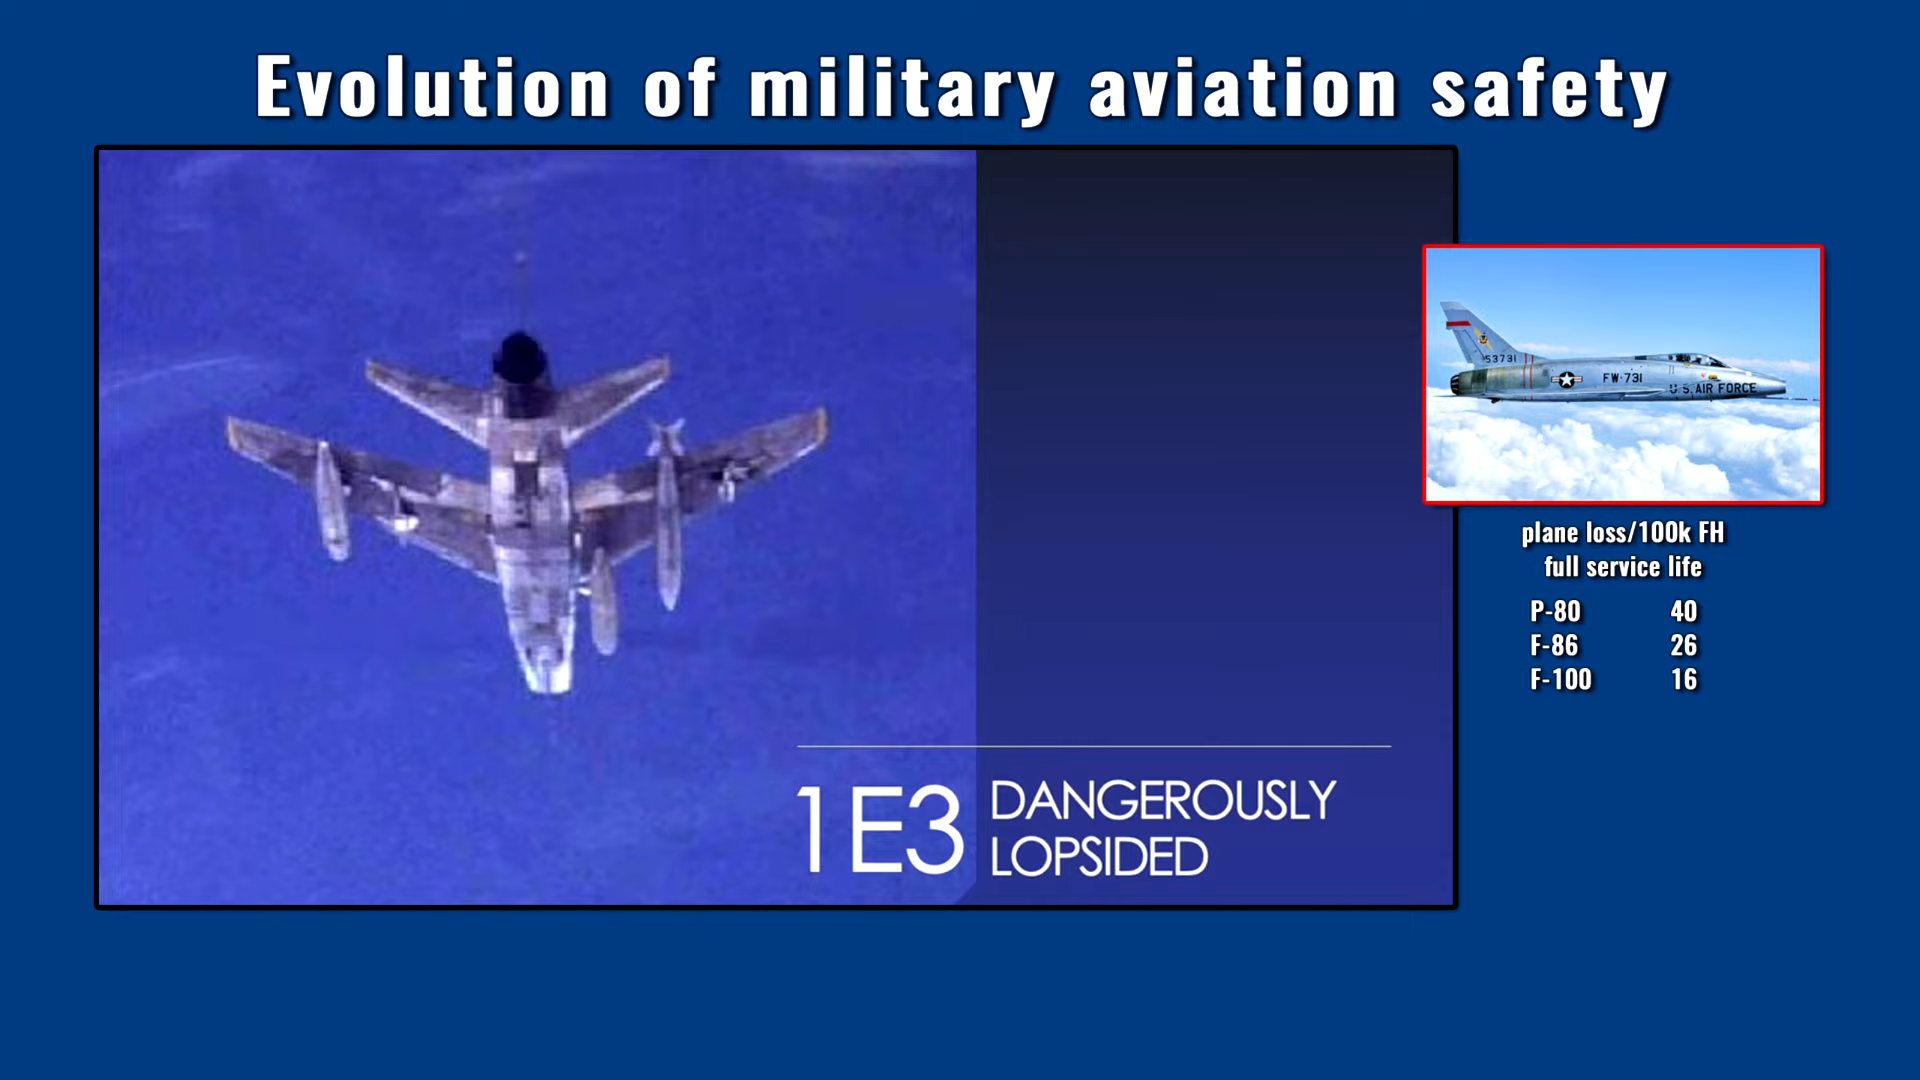 Evolution of military aviation safety
53731
FW-731
U.S. AIR FORCE
plane loss/100k FH
full service life
P-80 40
F-86 26
F-100 16
1E3 DANGEROUSLY
LOPSIDED